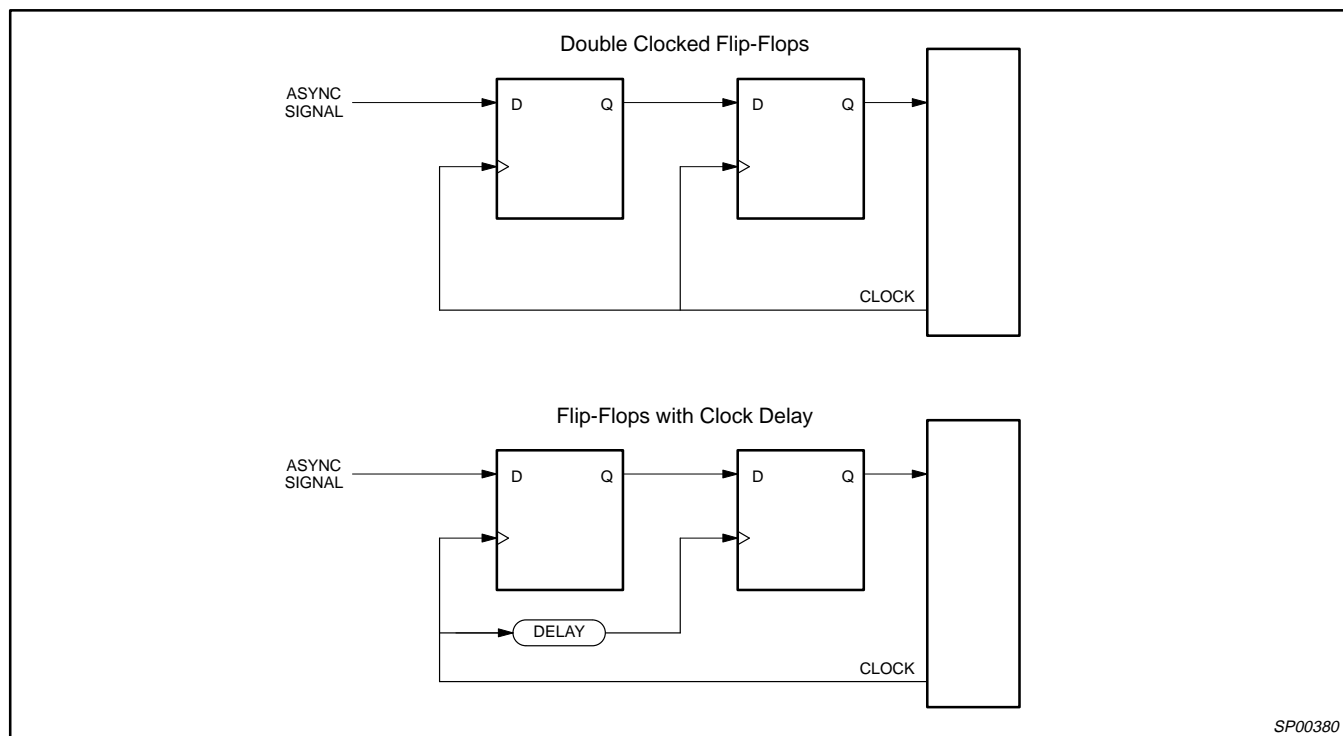 Double Clocked Flip-Flops
ASYNC
SIGNAL
D Q D Q
CLOCK
Flip-Flops with Clock Delay
ASYNC
SIGNAL
D Q D Q
DELAY
CLOCK
SP00380